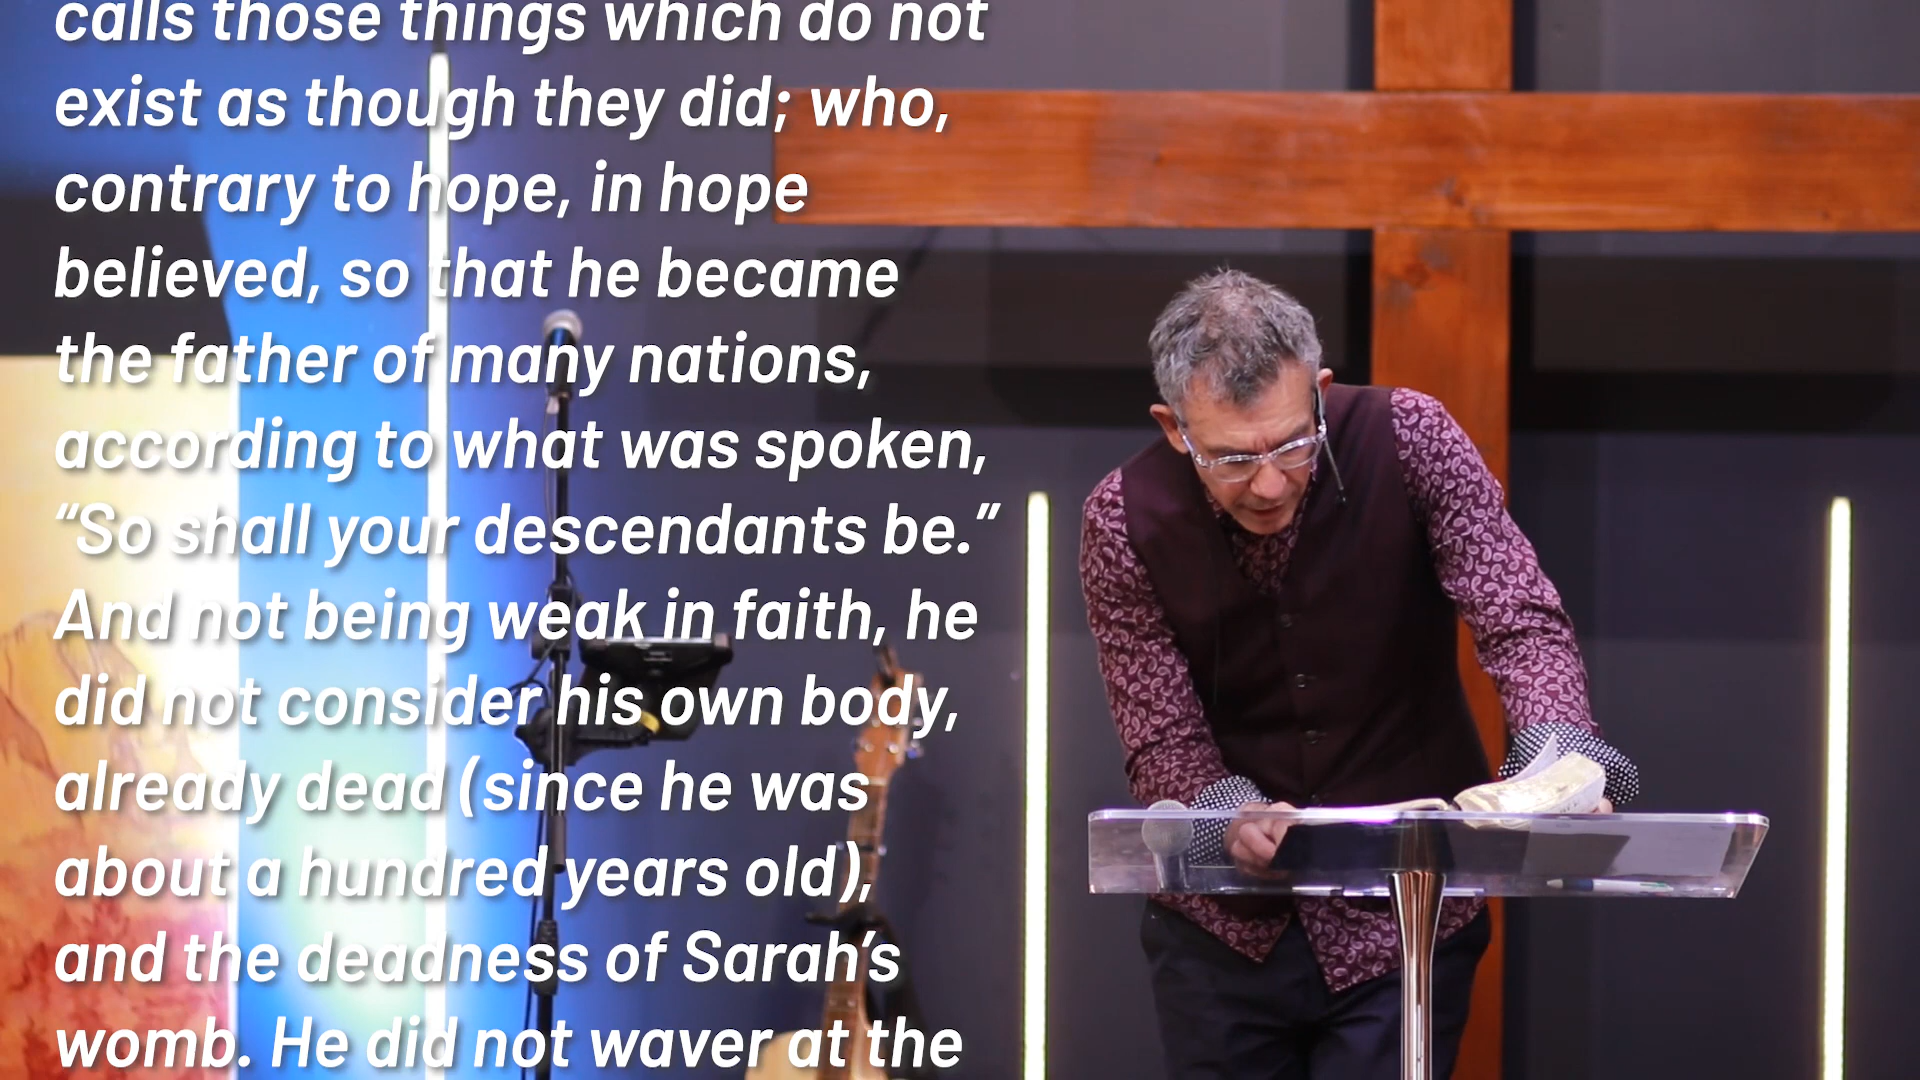 calls those things which do not
exist as though they did; who,
contrary to hope, in hope
believed, so that he became
the father of many nations,
according to what was spoken,
“So shall your descendants be.”
And not being weak in faith, he
did not consider his own body,
already dead (since he was
about a hundred years old),
and the deadness of Sarah’s
womb. He did not waver at the